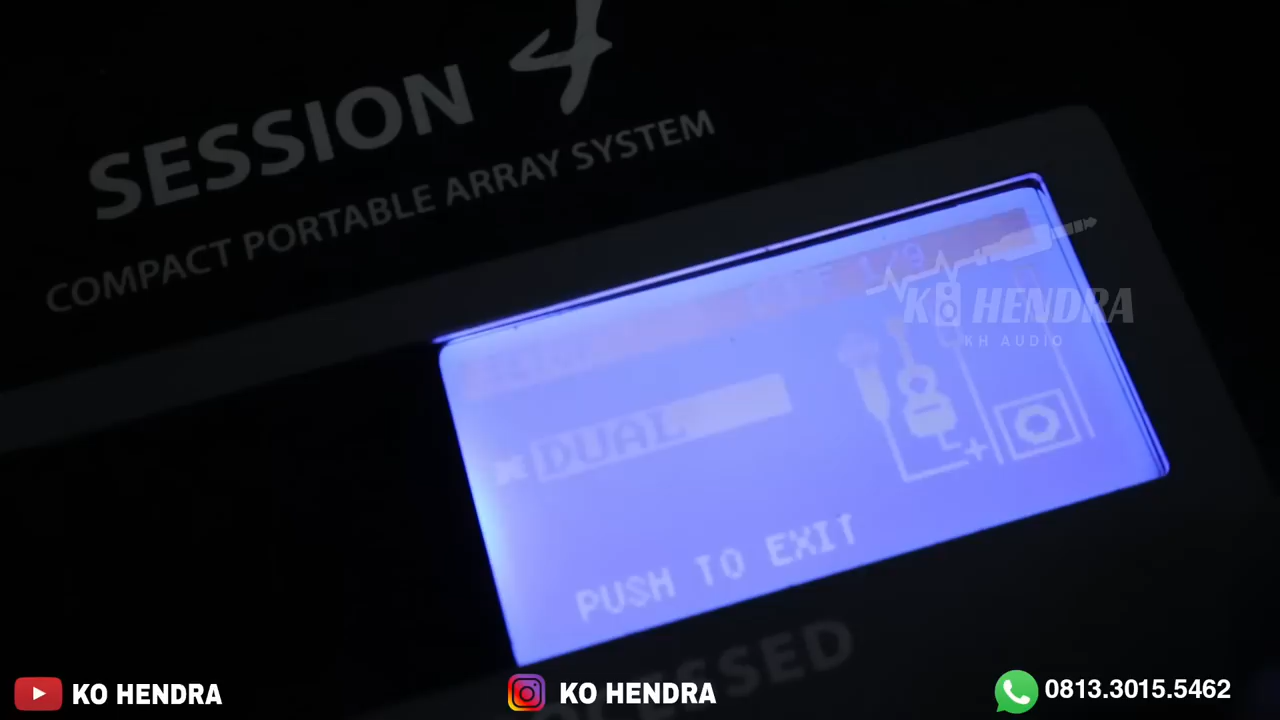 SESSION 4
COMPACT PORTABLE ARRAY SYSTEM
KO HENDRA
KH AUDIO
DUAL
PUSH TO EXIT
KO HENDRA
KO HENDRA
0813.3015.5462